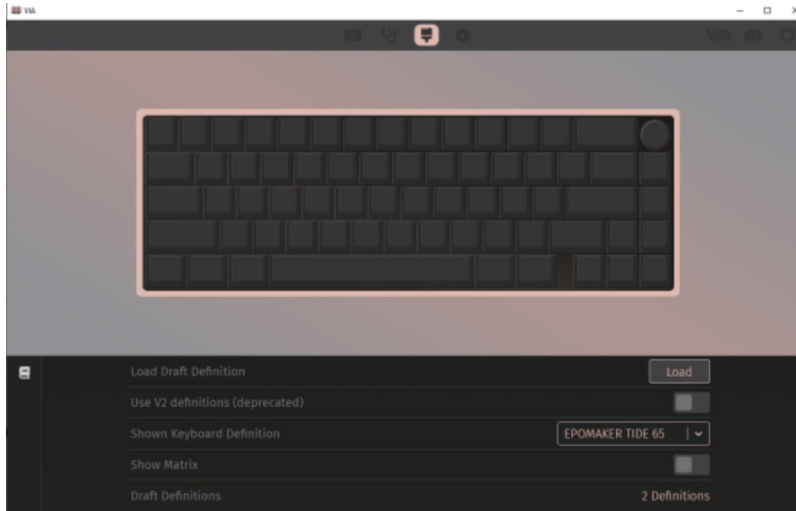 VIA
VIA
Load Draft Definition
Load
Use V2 definitions (deprecated)
Shown Keyboard Definition
EPOMAKER TIDE 65
Show Matrix
Draft Definitions
2 Definitions